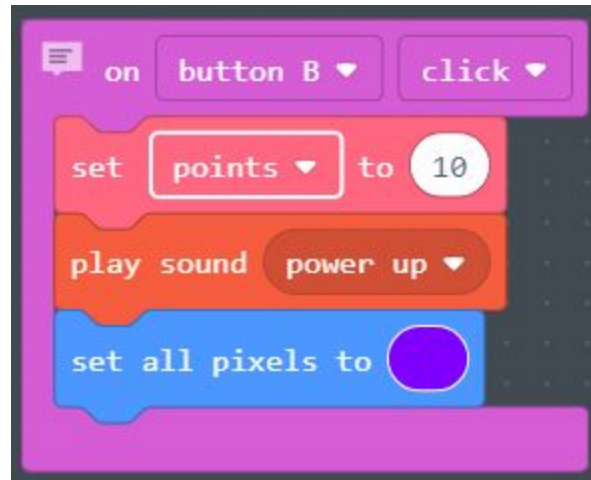 on button B click
set points to 10
play sound power up
set all pixels to